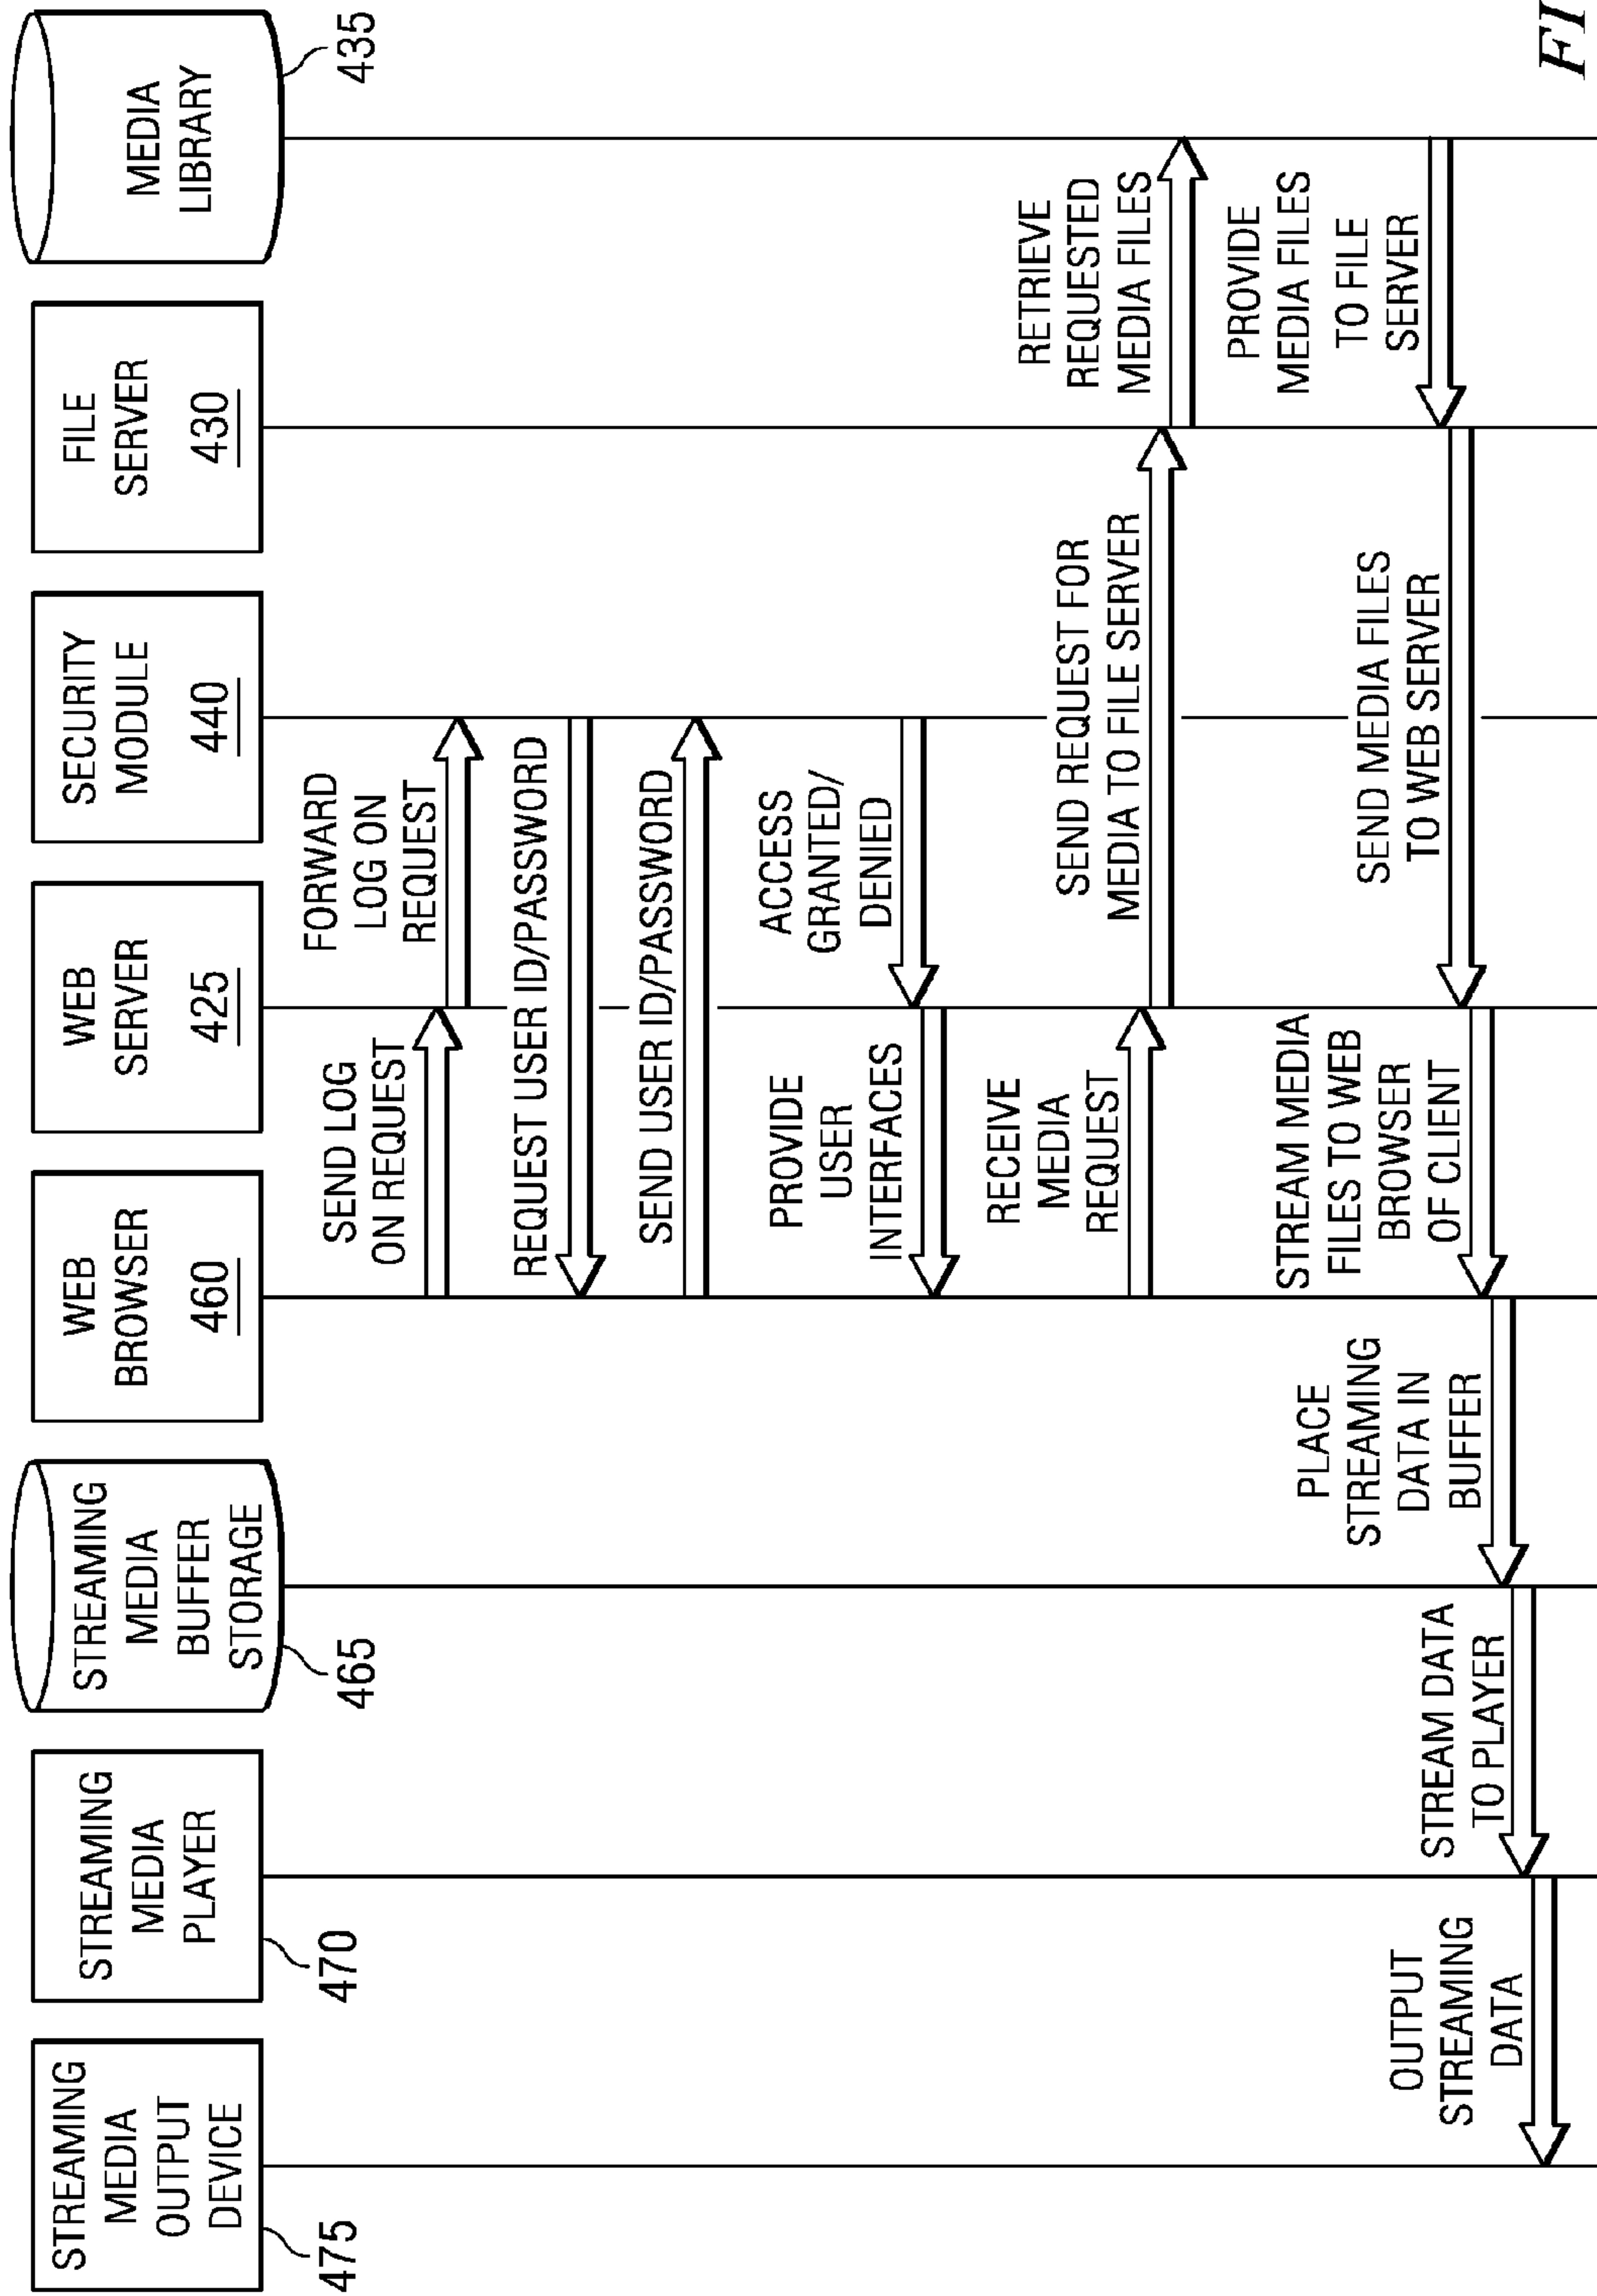 STREAMING
MEDIA
OUTPUT
DEVICE
475
STREAMING
MEDIA
PLAYER
470
STREAMING
MEDIA
BUFFER
STORAGE
465
WEB
BROWSER
460
WEB
SERVER
425
SECURITY
MODULE
440
FILE
SERVER
430
MEDIA
LIBRARY
435
SEND LOG
ON REQUEST
FORWARD
LOG ON
REQUEST
REQUEST USER ID/PASSWORD
SEND USER ID/PASSWORD
ACCESS
GRANTED/
DENIED
PROVIDE
USER
INTERFACES
RECEIVE
MEDIA
REQUEST
SEND REQUEST FOR
MEDIA TO FILE SERVER
RETRIEVE
REQUESTED
MEDIA FILES
PROVIDE
MEDIA FILES
TO FILE
SERVER
SEND MEDIA FILES
TO WEB SERVER
STREAM MEDIA
FILES TO WEB
BROWSER
OF CLIENT
PLACE
STREAMING
DATA IN
BUFFER
STREAM DATA
TO PLAYER
OUTPUT
STREAMING
DATA
FI